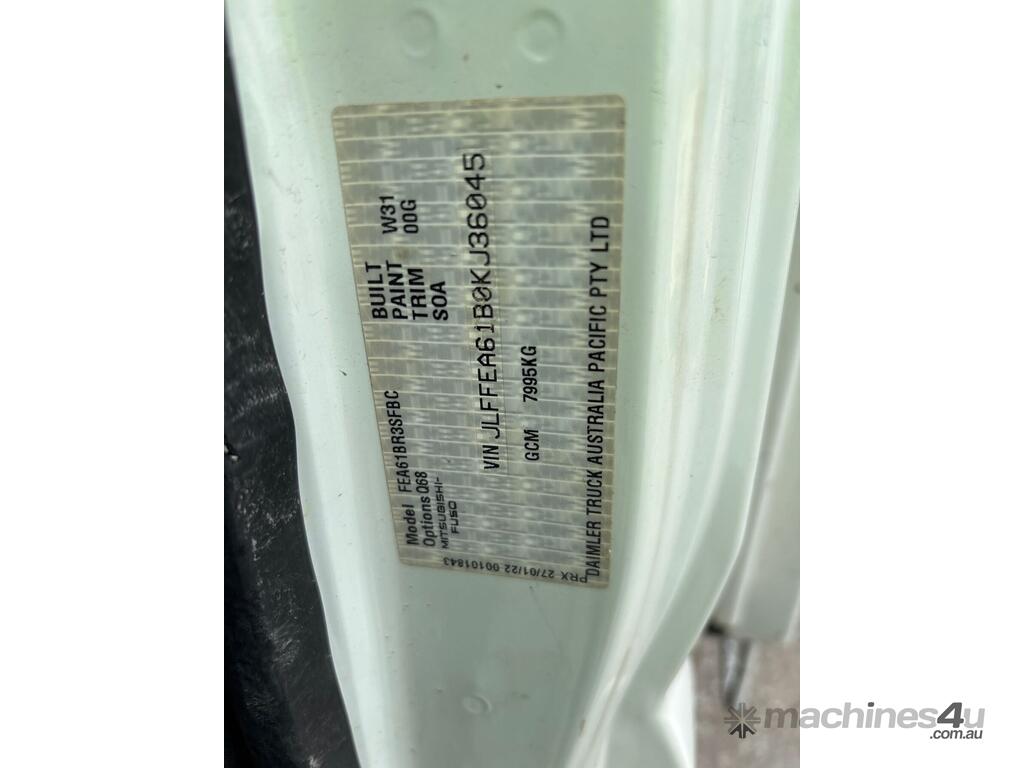 Model FEA61BR3SFBC
Options Q68
MITSUBISHI-
FUSO
BUILT
PAINT W31
TRIM 00G
SOA
VIN JLFFEA61B0KJ36045
GCM 7995KG
DAIMLER TRUCK AUSTRALIA PACIFIC PTY LTD
PRX 27/01/22 00101843
machines4u
.com.au